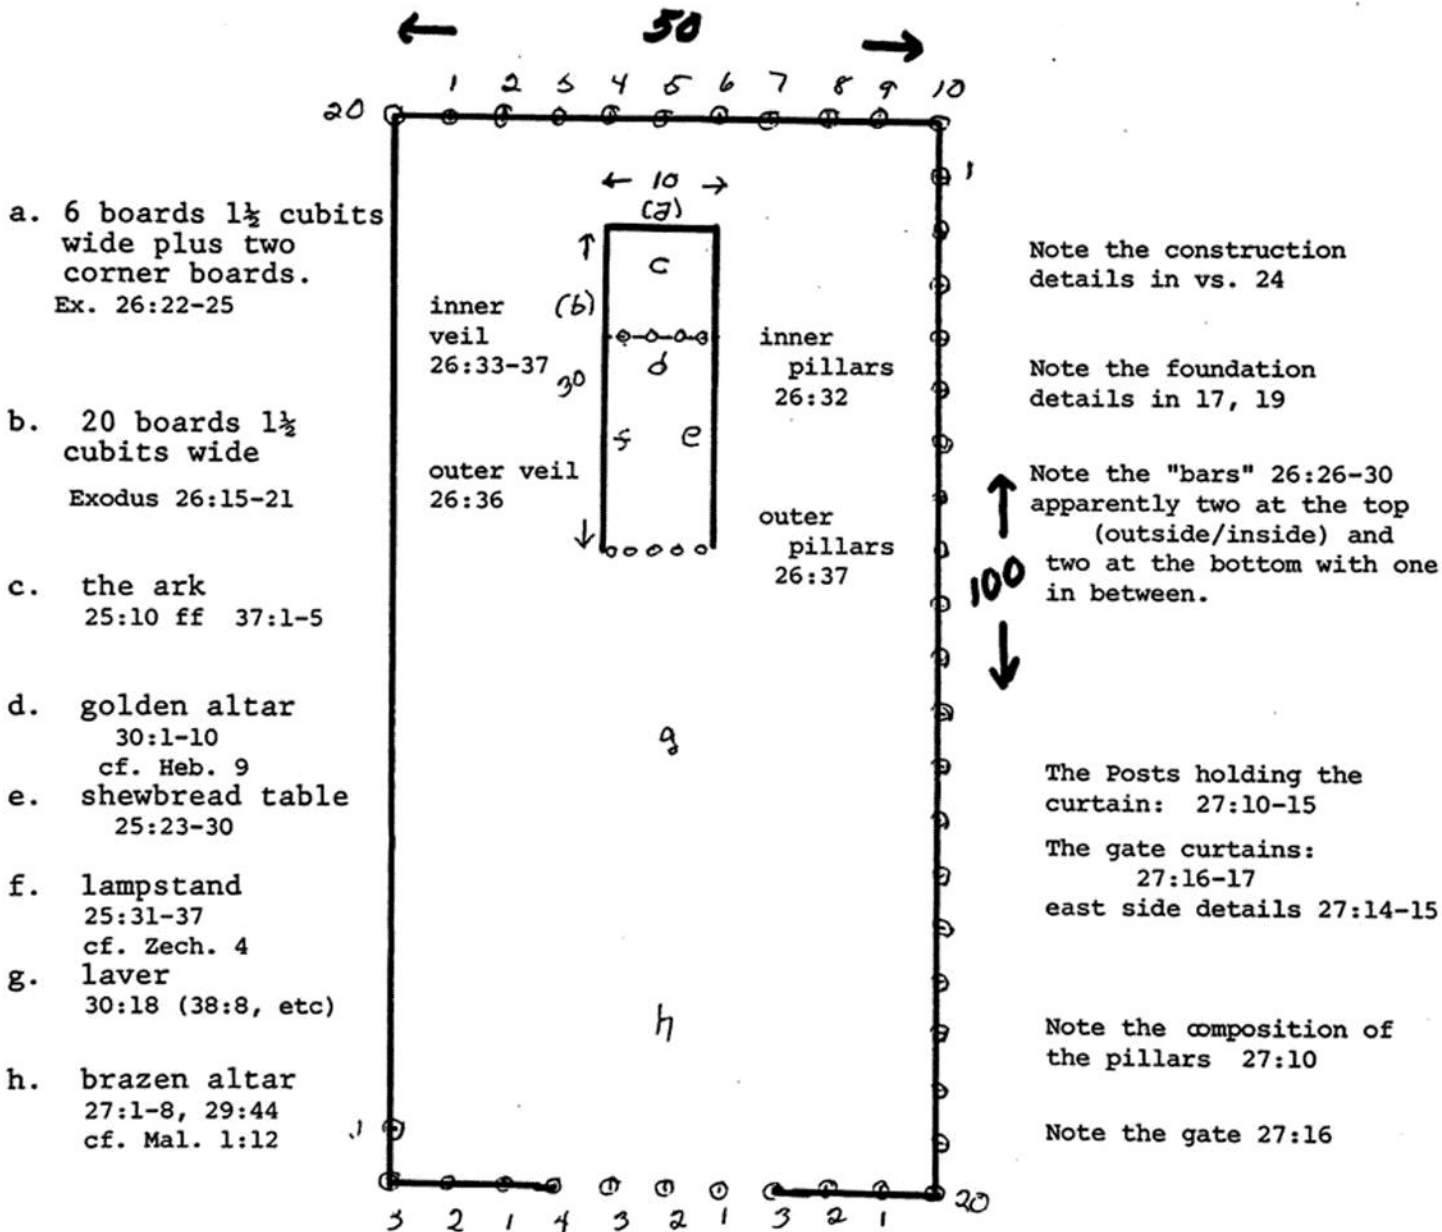 50
1 2 3 4 5 6 7 8 9 10
20
1
a. 6 boards 1½ cubits
wide plus two
corner boards.
Ex. 26:22-25
b. 20 boards 1½
cubits wide
Exodus 26:15-21
c. the ark
25:10 ff 37:1-5
d. golden altar
30:1-10
cf. Heb. 9
e. shewbread table
25:23-30
f. lampstand
25:31-37
cf. Zech. 4
g. laver
30:18 (38:8, etc)
h. brazen altar
27:1-8, 29:44
cf. Mal. 1:12
10
(a)
c
(b)
inner
veil
26:33-37
30
d
f e
outer veil
26:36
inner
pillars
26:32
outer
pillars
26:37
g
h
Note the construction
details in vs. 24
Note the foundation
details in 17, 19
Note the "bars" 26:26-30
apparently two at the top
(outside/inside) and
two at the bottom with one
in between.
100
The Posts holding the
curtain: 27:10-15
The gate curtains:
27:16-17
east side details 27:14-15
Note the composition of
the pillars 27:10
Note the gate 27:16
1
20
3 2 1 4 3 2 1 3 2 1